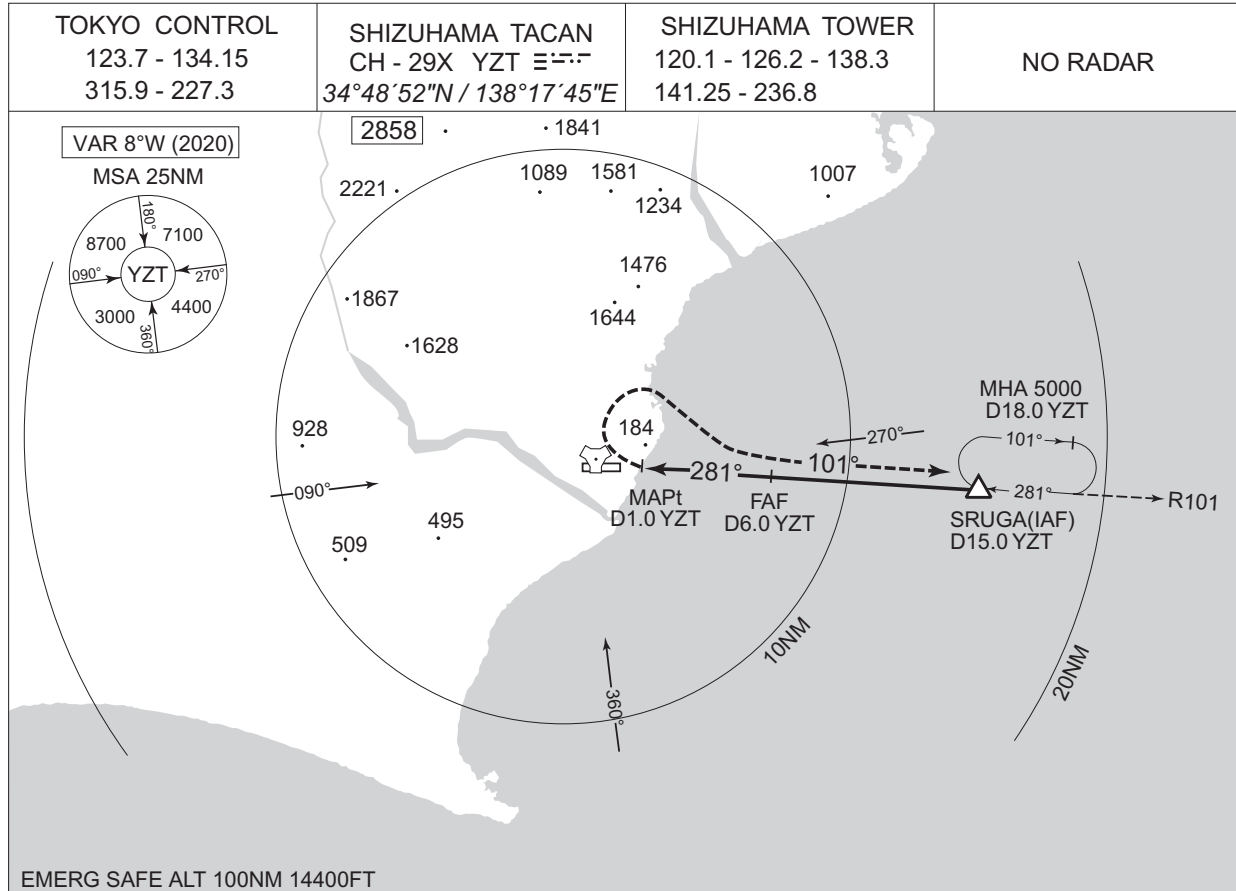 TOKYO CONTROL
123.7 - 134.15
315.9 - 227.3
SHIZUHAMA TACAN
CH - 29X YZT
34°48´52"N / 138°17´45"E
SHIZUHAMA TOWER
120.1 - 126.2 - 138.3
141.25 - 236.8
NO RADAR
VAR 8°W (2020)
MSA 25NM
180°
8700
7100
090°
YZT
270°
3000
4400
360°
2858
1841
2221
1089
1581
1234
1007
1476
1867
1644
1628
MHA 5000
D18.0 YZT
928
184
270°
101°
101°
281°
281°
R101
090°
MAPt
D1.0 YZT
FAF
D6.0 YZT
SRUGA(IAF)
D15.0 YZT
495
509
10NM
20NM
360°
EMERG SAFE ALT 100NM 14400FT